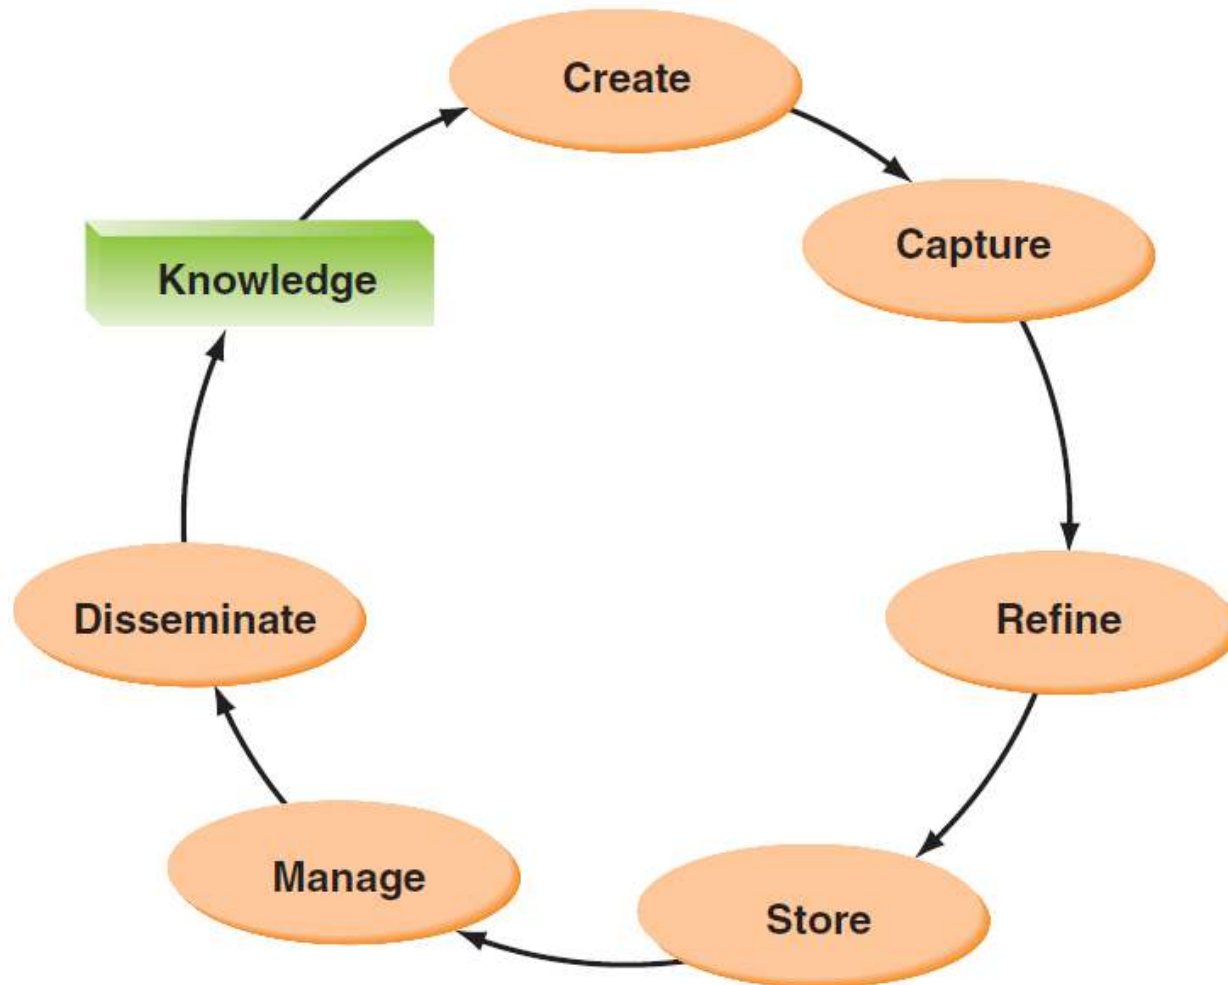 Create
Capture
Knowledge
Refine
Disseminate
Manage
Store